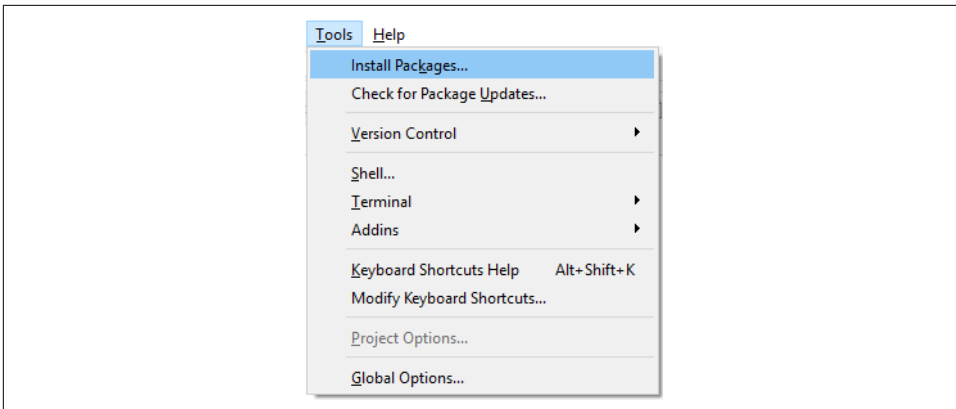 Tools Help
Install Packages...
Check for Package Updates...
Version Control
Shell...
Terminal
Addins
Keyboard Shortcuts Help Alt+Shift+K
Modify Keyboard Shortcuts...
Project Options...
Global Options...